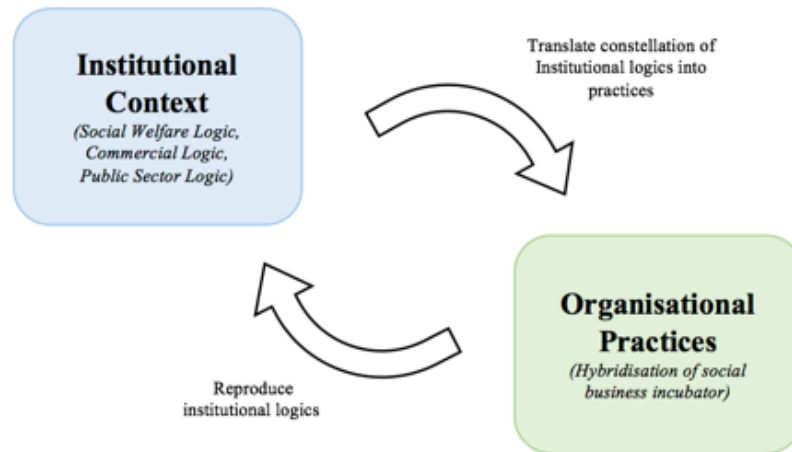 Institutional
Context
(Social Welfare Logic,
Commercial Logic,
Public Sector Logic)
Translate constellation of
Institutional logics into
practices
Organisational
Practices
(Hybridisation of social
business incubator)
Reproduce
institutional logics